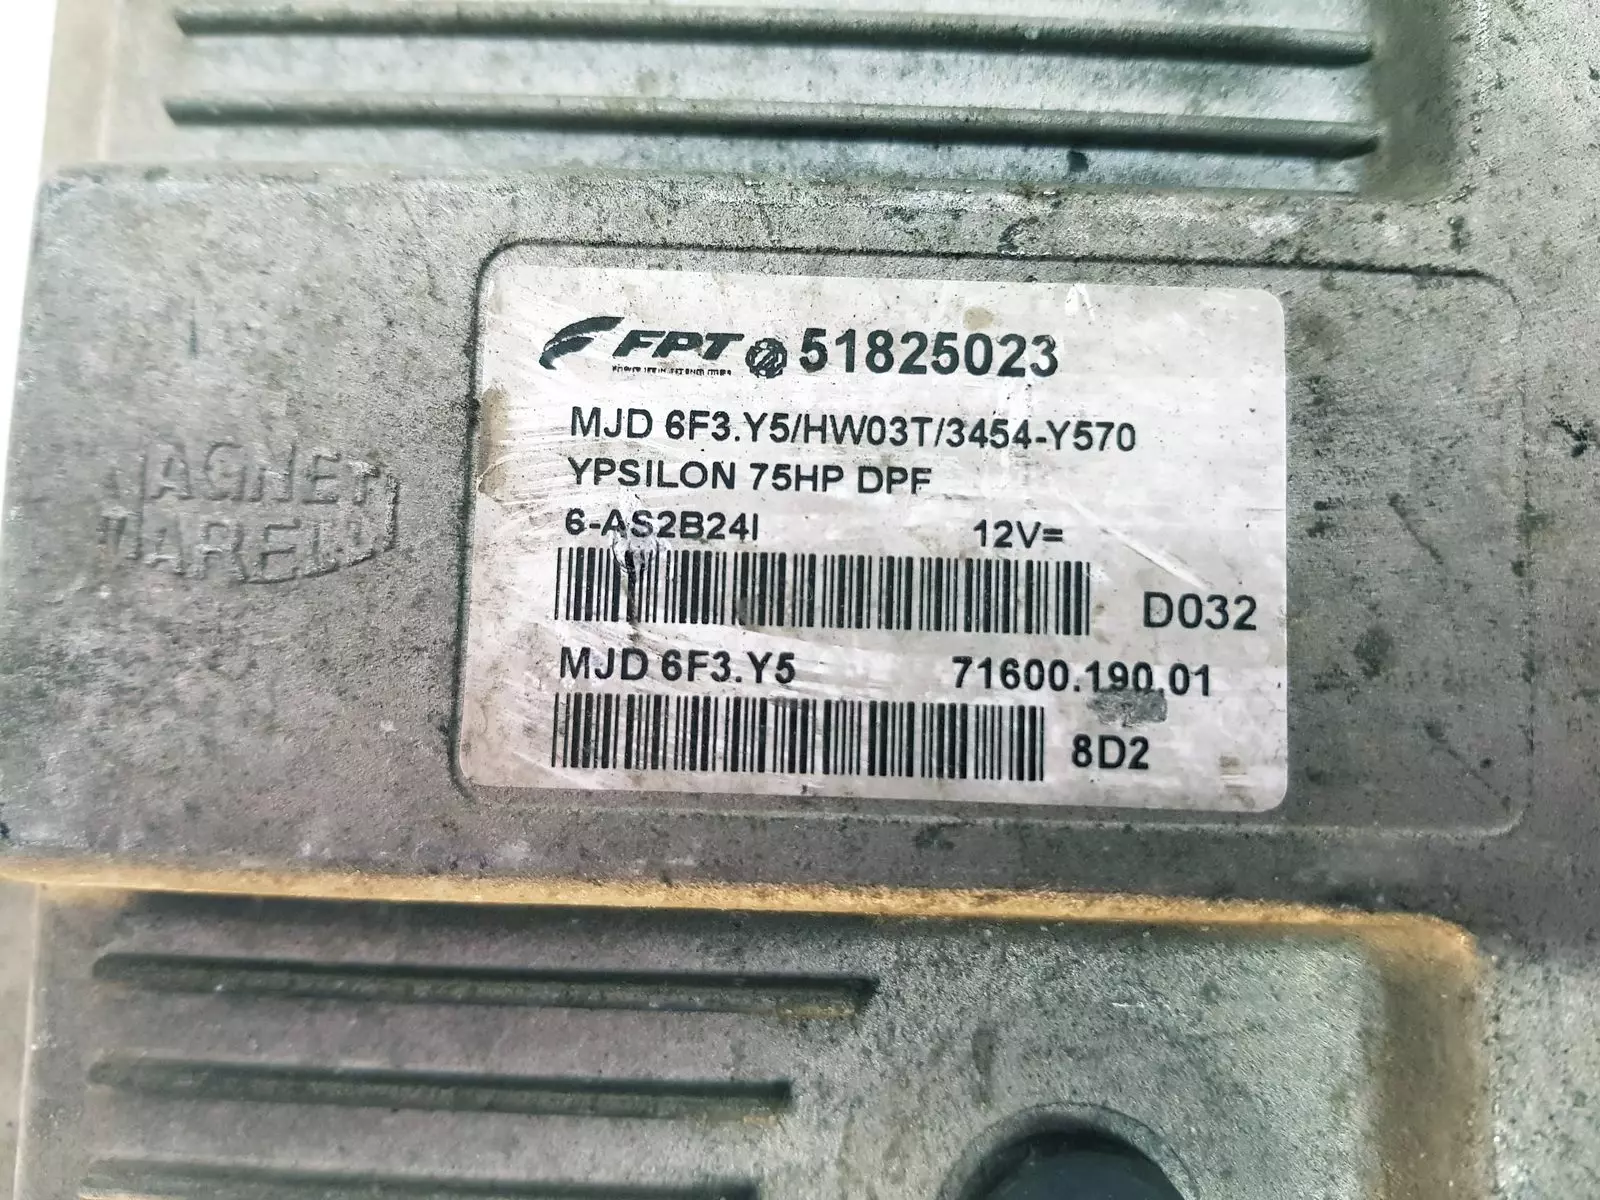 FPT 51825023
MJD 6F3.Y5/HW03T/3454-Y570
YPSILON 75HP DPF
6-AS2B24I 12V=
D032
MJD 6F3.Y5 71600.190.01
8D2
MAGNETI
MARELLI